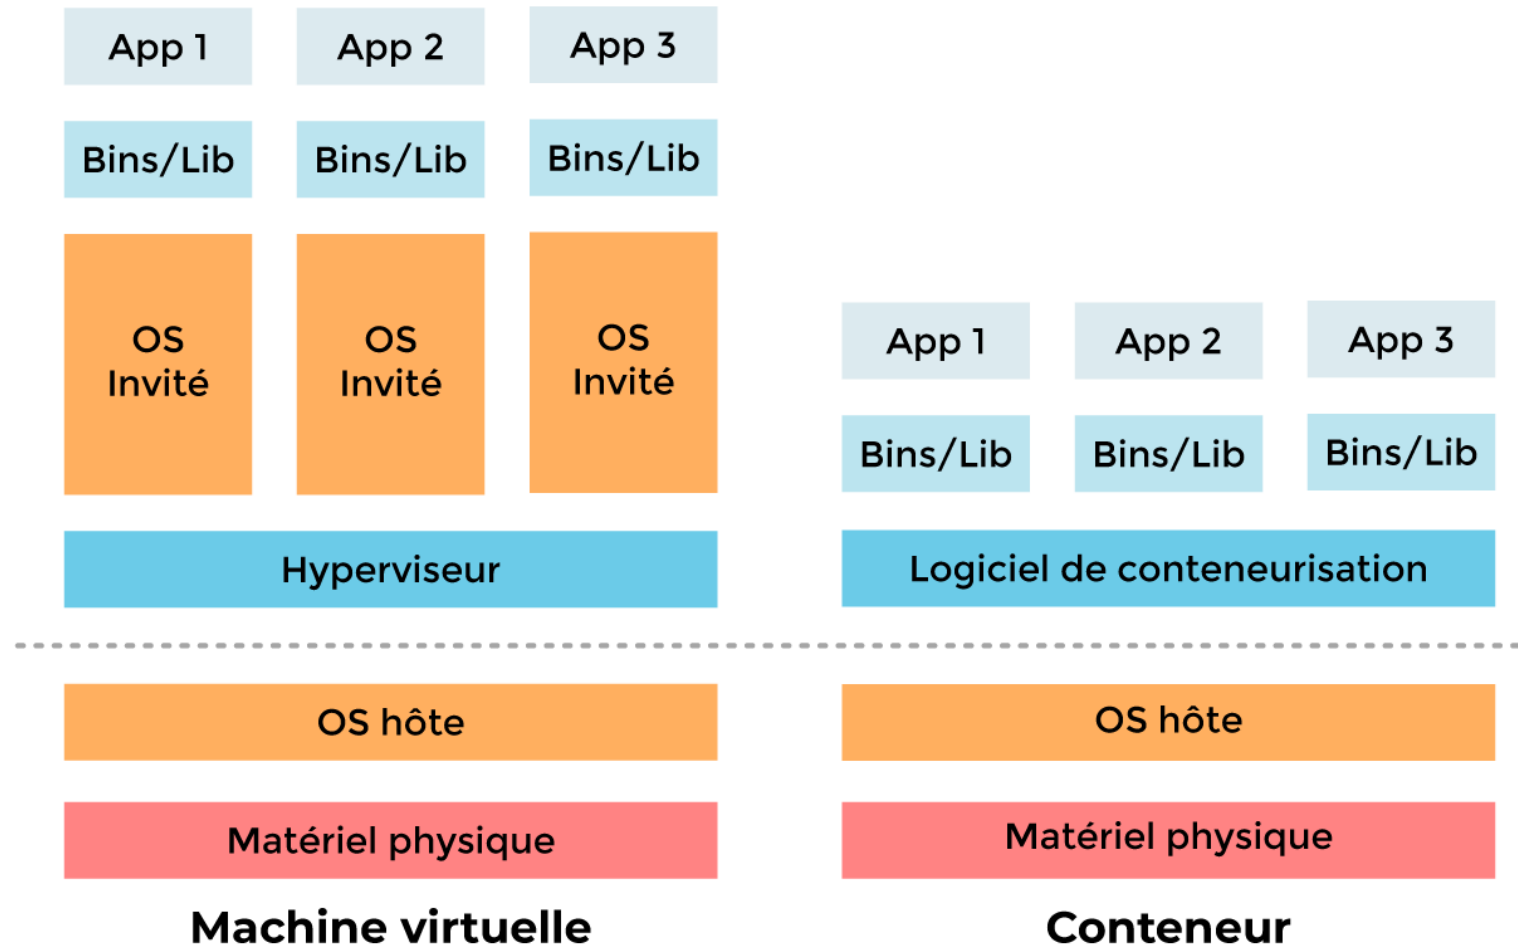 App 1
App 2
App 3
Bins/Lib
Bins/Lib
Bins/Lib
OS
Invité
OS
Invité
OS
Invité
Hyperviseur
OS hôte
Matériel physique
Machine virtuelle
App 1
App 2
App 3
Bins/Lib
Bins/Lib
Bins/Lib
Logiciel de conteneurisation
OS hôte
Matériel physique
Conteneur